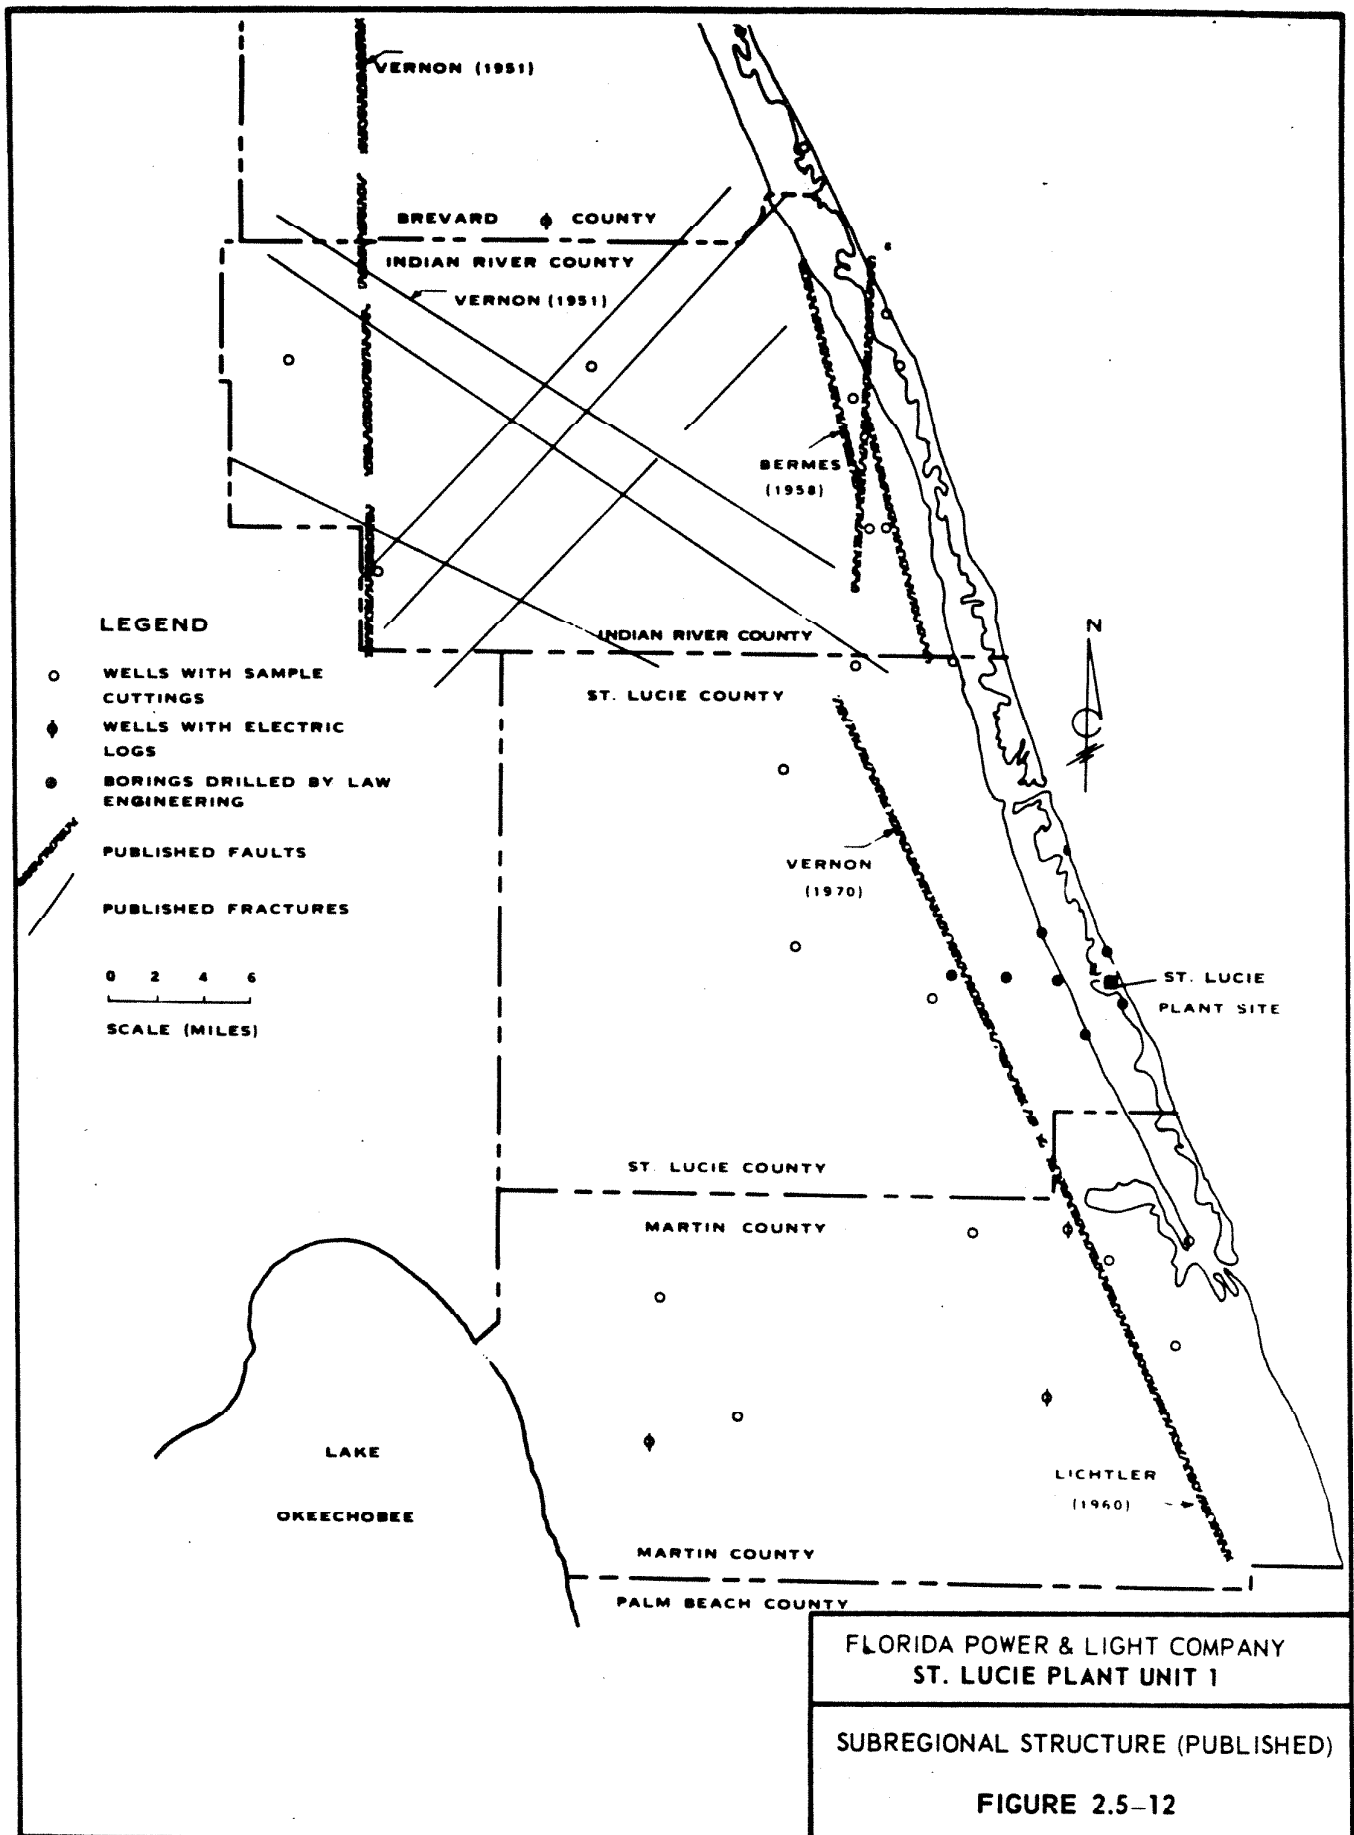 VERNON (1951)
BREVARD COUNTY
INDIAN RIVER COUNTY
VERNON (1951)
BERMES
(1958)
INDIAN RIVER COUNTY
ST. LUCIE COUNTY
N
LEGEND
WELLS WITH SAMPLE
CUTTINGS
WELLS WITH ELECTRIC
LOGS
BORINGS DRILLED BY LAW
ENGINEERING
PUBLISHED FAULTS
PUBLISHED FRACTURES
0 2 4 6
SCALE (MILES)
VERNON
(1970)
ST. LUCIE
PLANT SITE
ST. LUCIE COUNTY
MARTIN COUNTY
LAKE
OKEECHOBEE
LICHTLER
(1960)
MARTIN COUNTY
PALM BEACH COUNTY
FLORIDA POWER & LIGHT COMPANY
ST. LUCIE PLANT UNIT 1
SUBREGIONAL STRUCTURE (PUBLISHED)
FIGURE 2.5-12